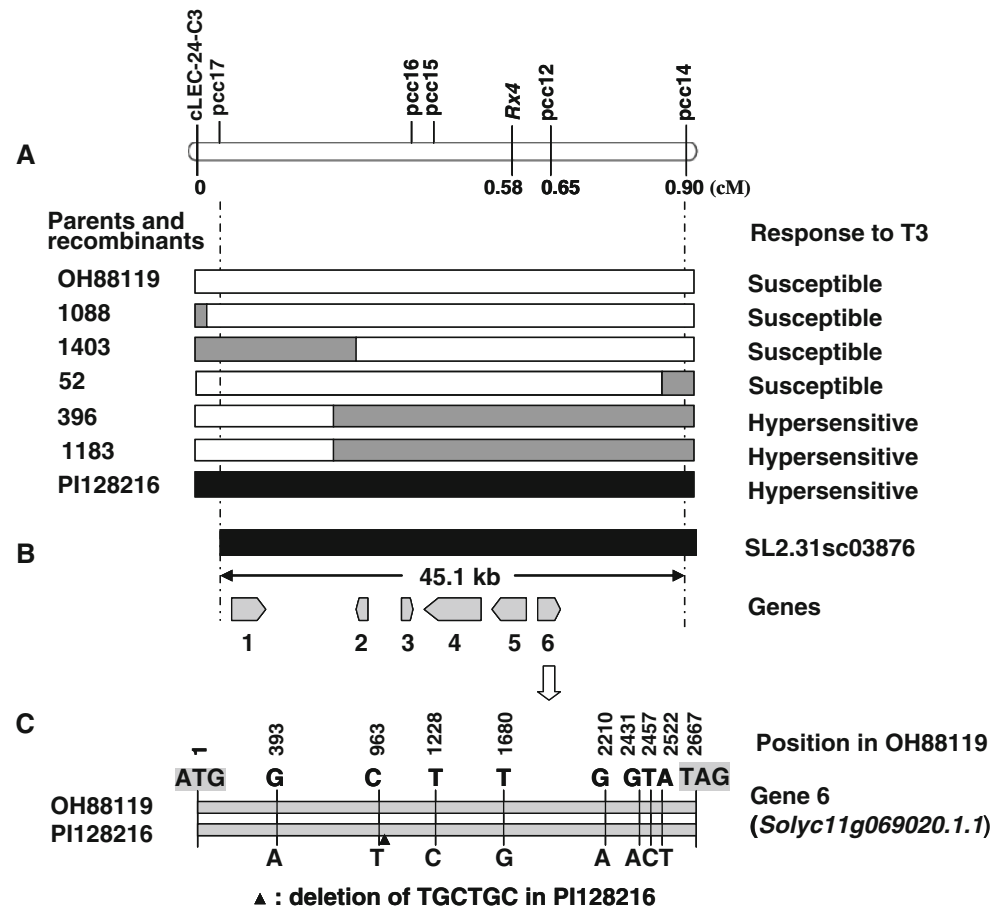 cLEC-24-C3 pcc17 pcc16 pcc15 Rx4 pcc12 pcc14
A
0 0.58 0.65 0.90 (cM)
Parents and recombinants
Response to T3
OH88119 Susceptible
1088 Susceptible
1403 Susceptible
52 Susceptible
396 Hypersensitive
1183 Hypersensitive
PI128216 Hypersensitive
B
SL2.31sc03876
45.1 kb
Genes
1 2 3 4 5 6
C
1 393 963 1228 1680 2210 2431 2457 2522 2667
Position in OH88119
ATG G C T T G G T A TAG
OH88119
PI128216
Gene 6
(Solyc11g069020.1.1)
A T C G A A C T
▲ : deletion of TGCTGC in PI128216